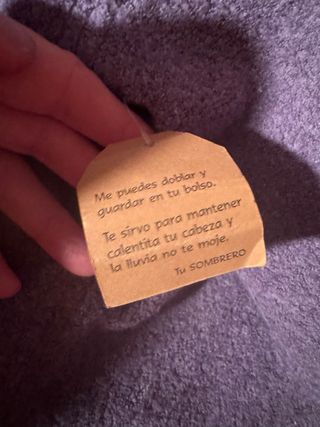 Me puedes doblar y
guardar en tu bolso.
Te sirvo para mantener
calentita tu cabeza y
la lluvia no te moje.
Tu SOMBRERO